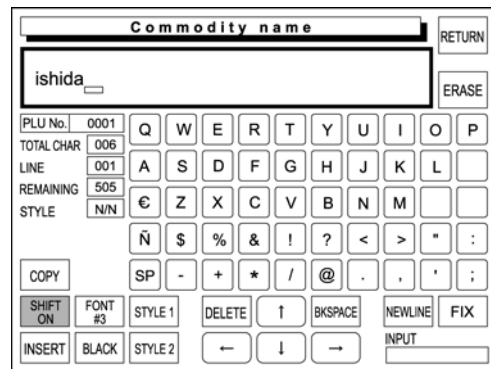 Commodity name
RETURN
ishida_
ERASE
PLU No. 0001
TOTAL CHAR 006
LINE 001
REMAINING 505
STYLE N/N
Q W E R T Y U I O P
A S D F G H J K L
€ Z X C V B N M
Ñ $ % & ! ? < > " :
COPY SP - + * / @ . , ' ;
SHIFT ON FONT #3 STYLE 1 DELETE ↑ BKSPACE NEWLINE FIX
INSERT BLACK STYLE 2 ← ↓ → INPUT